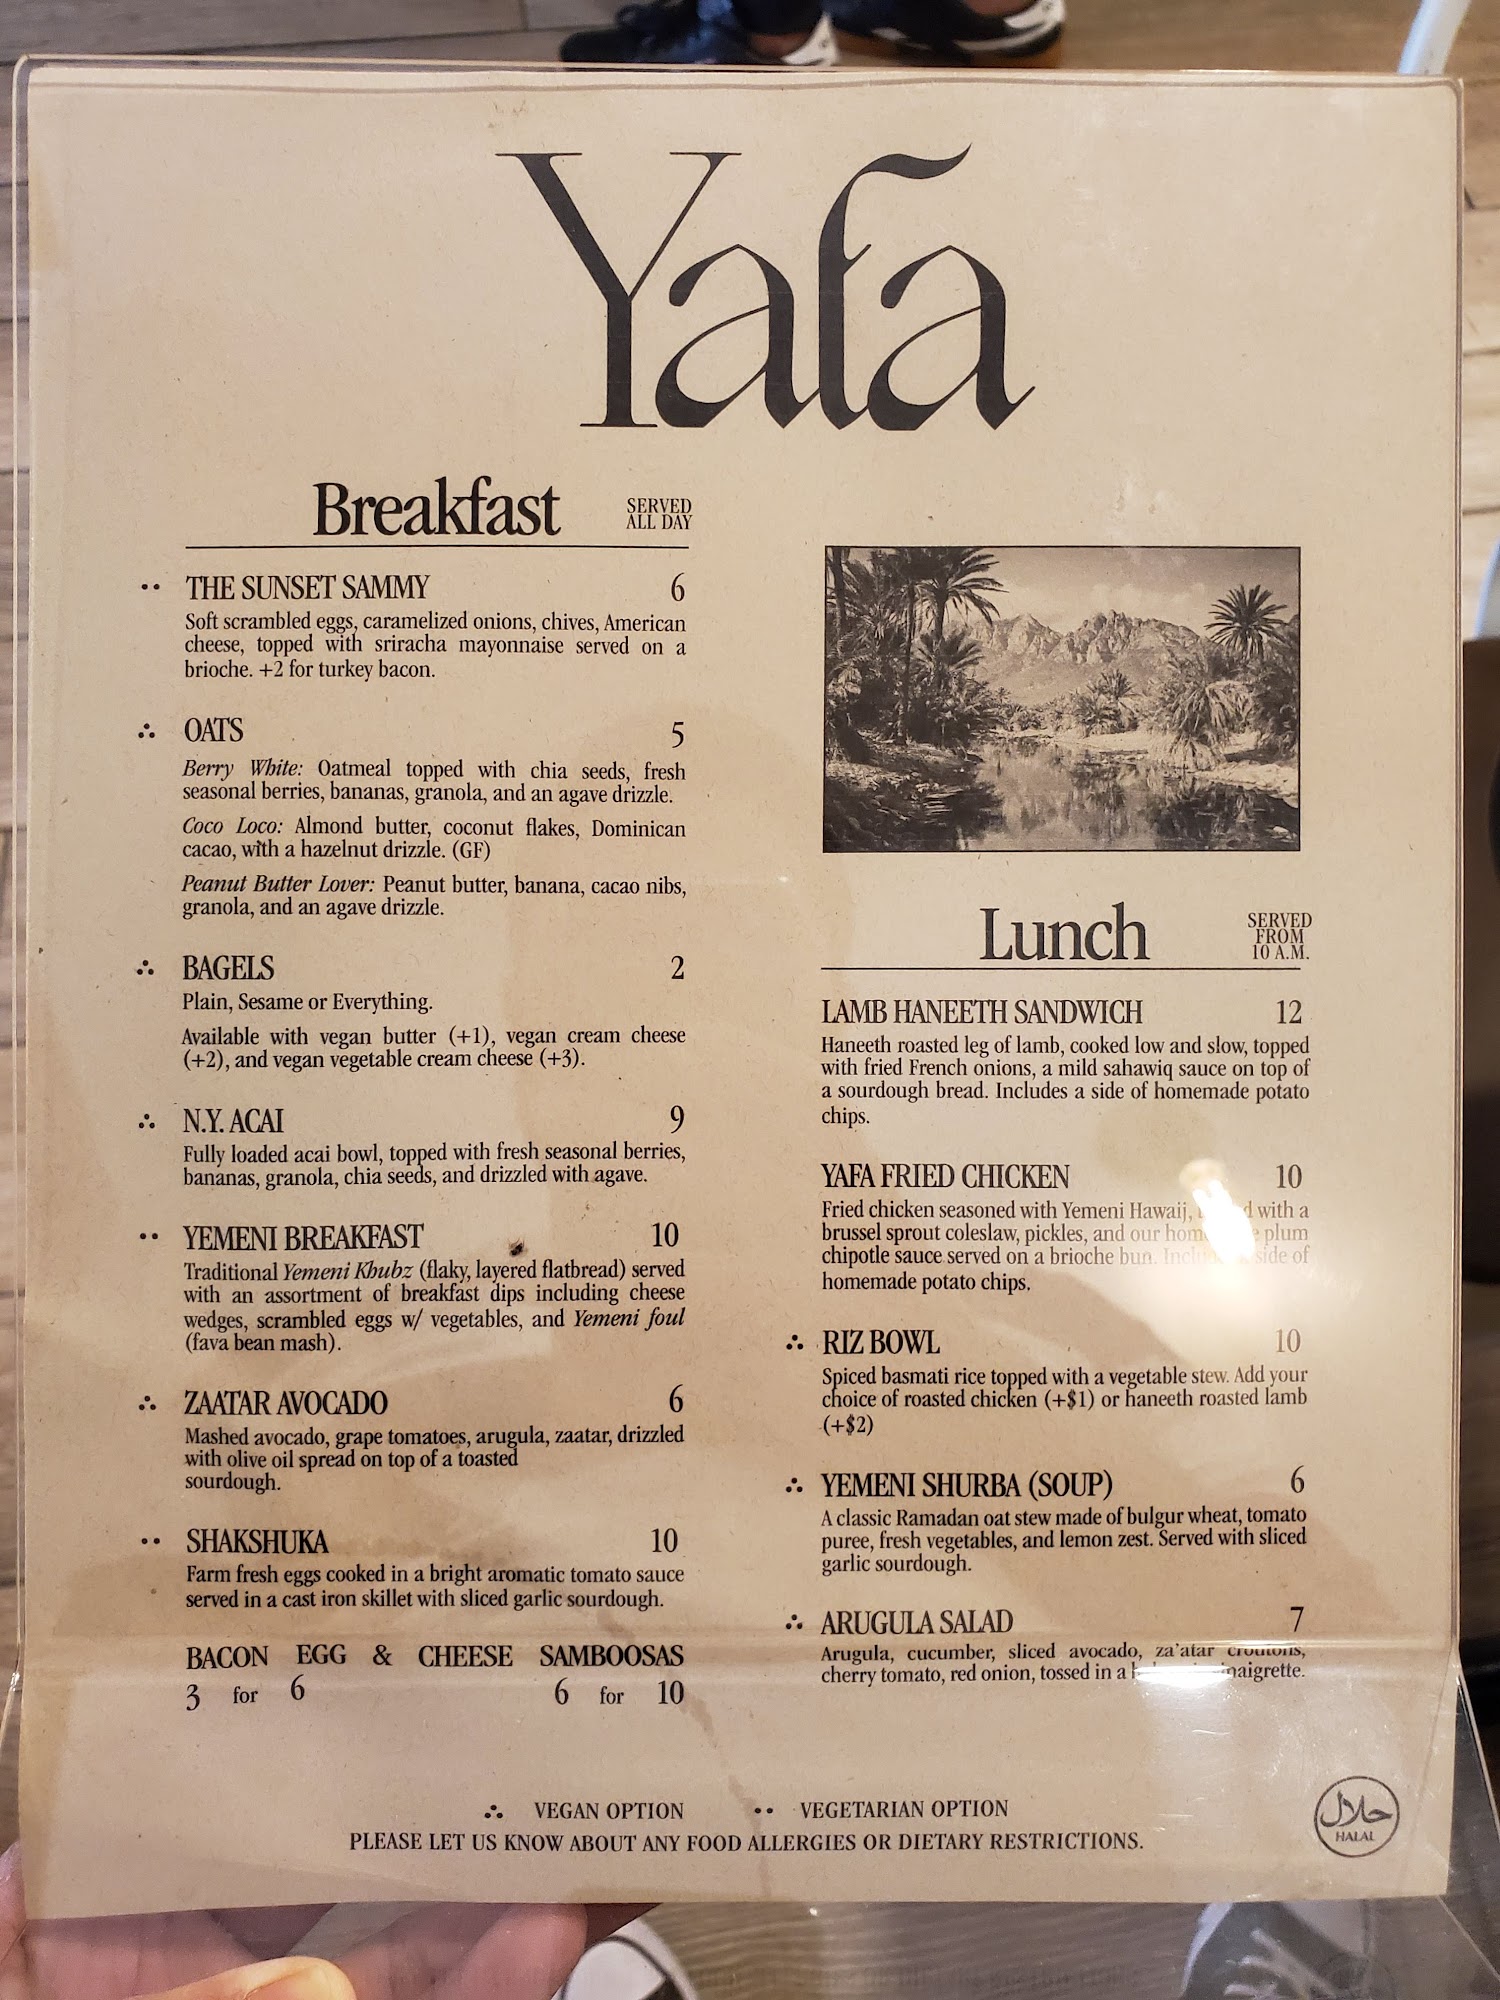 Yafa
Breakfast
SERVED
ALL DAY
•• THE SUNSET SAMMY 6
Soft scrambled eggs, caramelized onions, chives, American
cheese, topped with sriracha mayonnaise served on a
brioche. +2 for turkey bacon.
∴ OATS 5
Berry White: Oatmeal topped with chia seeds, fresh
seasonal berries, bananas, granola, and an agave drizzle.
Coco Loco: Almond butter, coconut flakes, Dominican
cacao, with a hazelnut drizzle. (GF)
Peanut Butter Lover: Peanut butter, banana, cacao nibs,
granola, and an agave drizzle.
∴ BAGELS 2
Plain, Sesame or Everything.
Available with vegan butter (+1), vegan cream cheese
(+2), and vegan vegetable cream cheese (+3).
∴ N.Y. ACAI 9
Fully loaded acai bowl, topped with fresh seasonal berries,
bananas, granola, chia seeds, and drizzled with agave.
•• YEMENI BREAKFAST 10
Traditional Yemeni Khubz (flaky, layered flatbread) served
with an assortment of breakfast dips including cheese
wedges, scrambled eggs w/ vegetables, and Yemeni foul
(fava bean mash).
∴ ZAATAR AVOCADO 6
Mashed avocado, grape tomatoes, arugula, zaatar, drizzled
with olive oil spread on top of a toasted
sourdough.
•• SHAKSHUKA 10
Farm fresh eggs cooked in a bright aromatic tomato sauce
served in a cast iron skillet with sliced garlic sourdough.
BACON EGG & CHEESE SAMBOOSAS
3 for 6 6 for 10
Lunch
SERVED
FROM
10 A.M.
LAMB HANEETH SANDWICH 12
Haneeth roasted leg of lamb, cooked low and slow, topped
with fried French onions, a mild sahawiq sauce on top of
a sourdough bread. Includes a side of homemade potato
chips.
YAFA FRIED CHICKEN 10
Fried chicken seasoned with Yemeni Hawaij, with a
brussel sprout coleslaw, pickles, and our plum
chipotle sauce served on a brioche bun. side of
homemade potato chips.
∴ RIZ BOWL 10
Spiced basmati rice topped with a vegetable stew. Add your
choice of roasted chicken (+$1) or haneeth roasted lamb
(+$2)
∴ YEMENI SHURBA (SOUP) 6
A classic Ramadan oat stew made of bulgur wheat, tomato
puree, fresh vegetables, and lemon zest. Served with sliced
garlic sourdough.
∴ ARUGULA SALAD 7
Arugula, cucumber, sliced avocado, za'atar croutons,
cherry tomato, red onion, tossed in a
∴ VEGAN OPTION •• VEGETARIAN OPTION
PLEASE LET US KNOW ABOUT ANY FOOD ALLERGIES OR DIETARY RESTRICTIONS.
حلال
HALAL